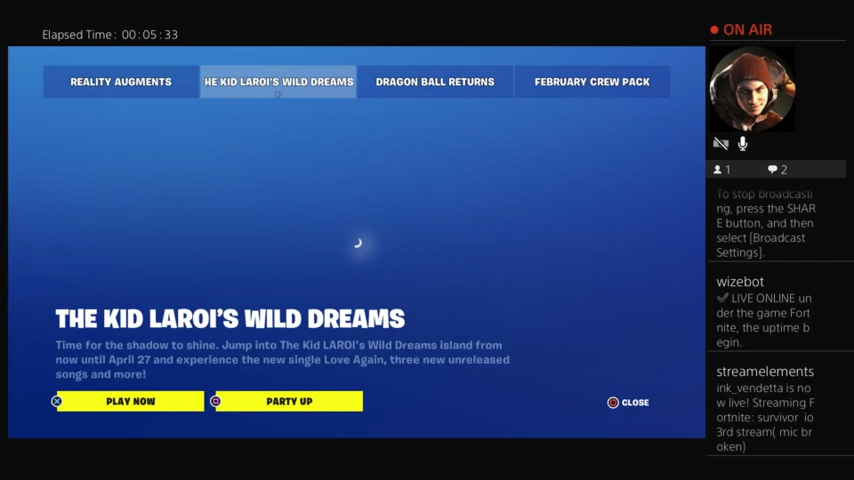 Elapsed Time: 00:05:33
ON AIR
REALITY AUGMENTS
HE KID LAROI'S WILD DREAMS
DRAGON BALL RETURNS
FEBRUARY CREW PACK
THE KID LAROI'S WILD DREAMS
Time for the shadow to shine. Jump into The Kid LAROI's Wild Dreams island from
now until April 27 and experience the new single Love Again, three new unreleased
songs and more!
PLAY NOW
PARTY UP
CLOSE
1
2
To stop broadcasti
ng, press the SHAR
E button, and then
select [Broadcast
Settings].
wizebot
✅ LIVE ONLINE un
der the game Fort
nite, the uptime b
egin.
streamelements
ink_vendetta is no
w live! Streaming F
ortnite: survivor io
3rd stream( mic br
oken)